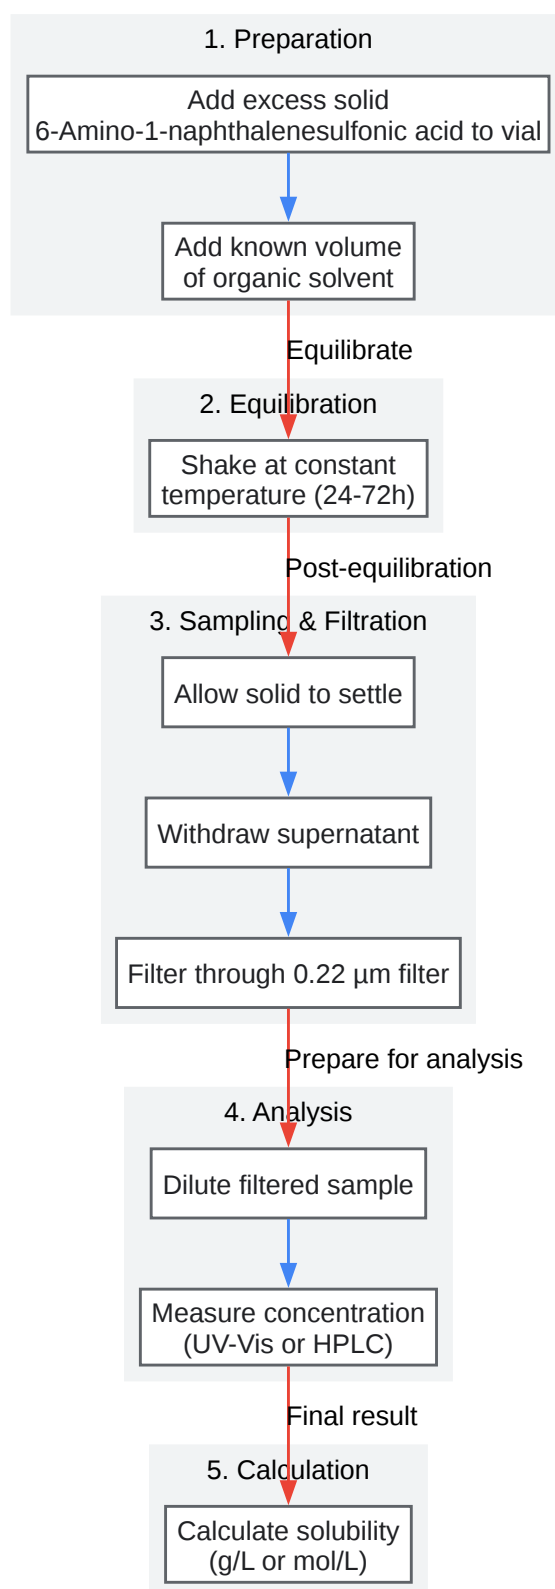 1. Preparation
Add excess solid
6-Amino-1-naphthalenesulfonic acid to vial
Add known volume
of organic solvent
Equilibrate
2. Equilibration
Shake at constant
temperature (24-72h)
Post-equilibration
3. Sampling & Filtration
Allow solid to settle
Withdraw supernatant
Filter through 0.22 µm filter
Prepare for analysis
4. Analysis
Dilute filtered sample
Measure concentration
(UV-Vis or HPLC)
Final result
5. Calculation
Calculate solubility
(g/L or mol/L)